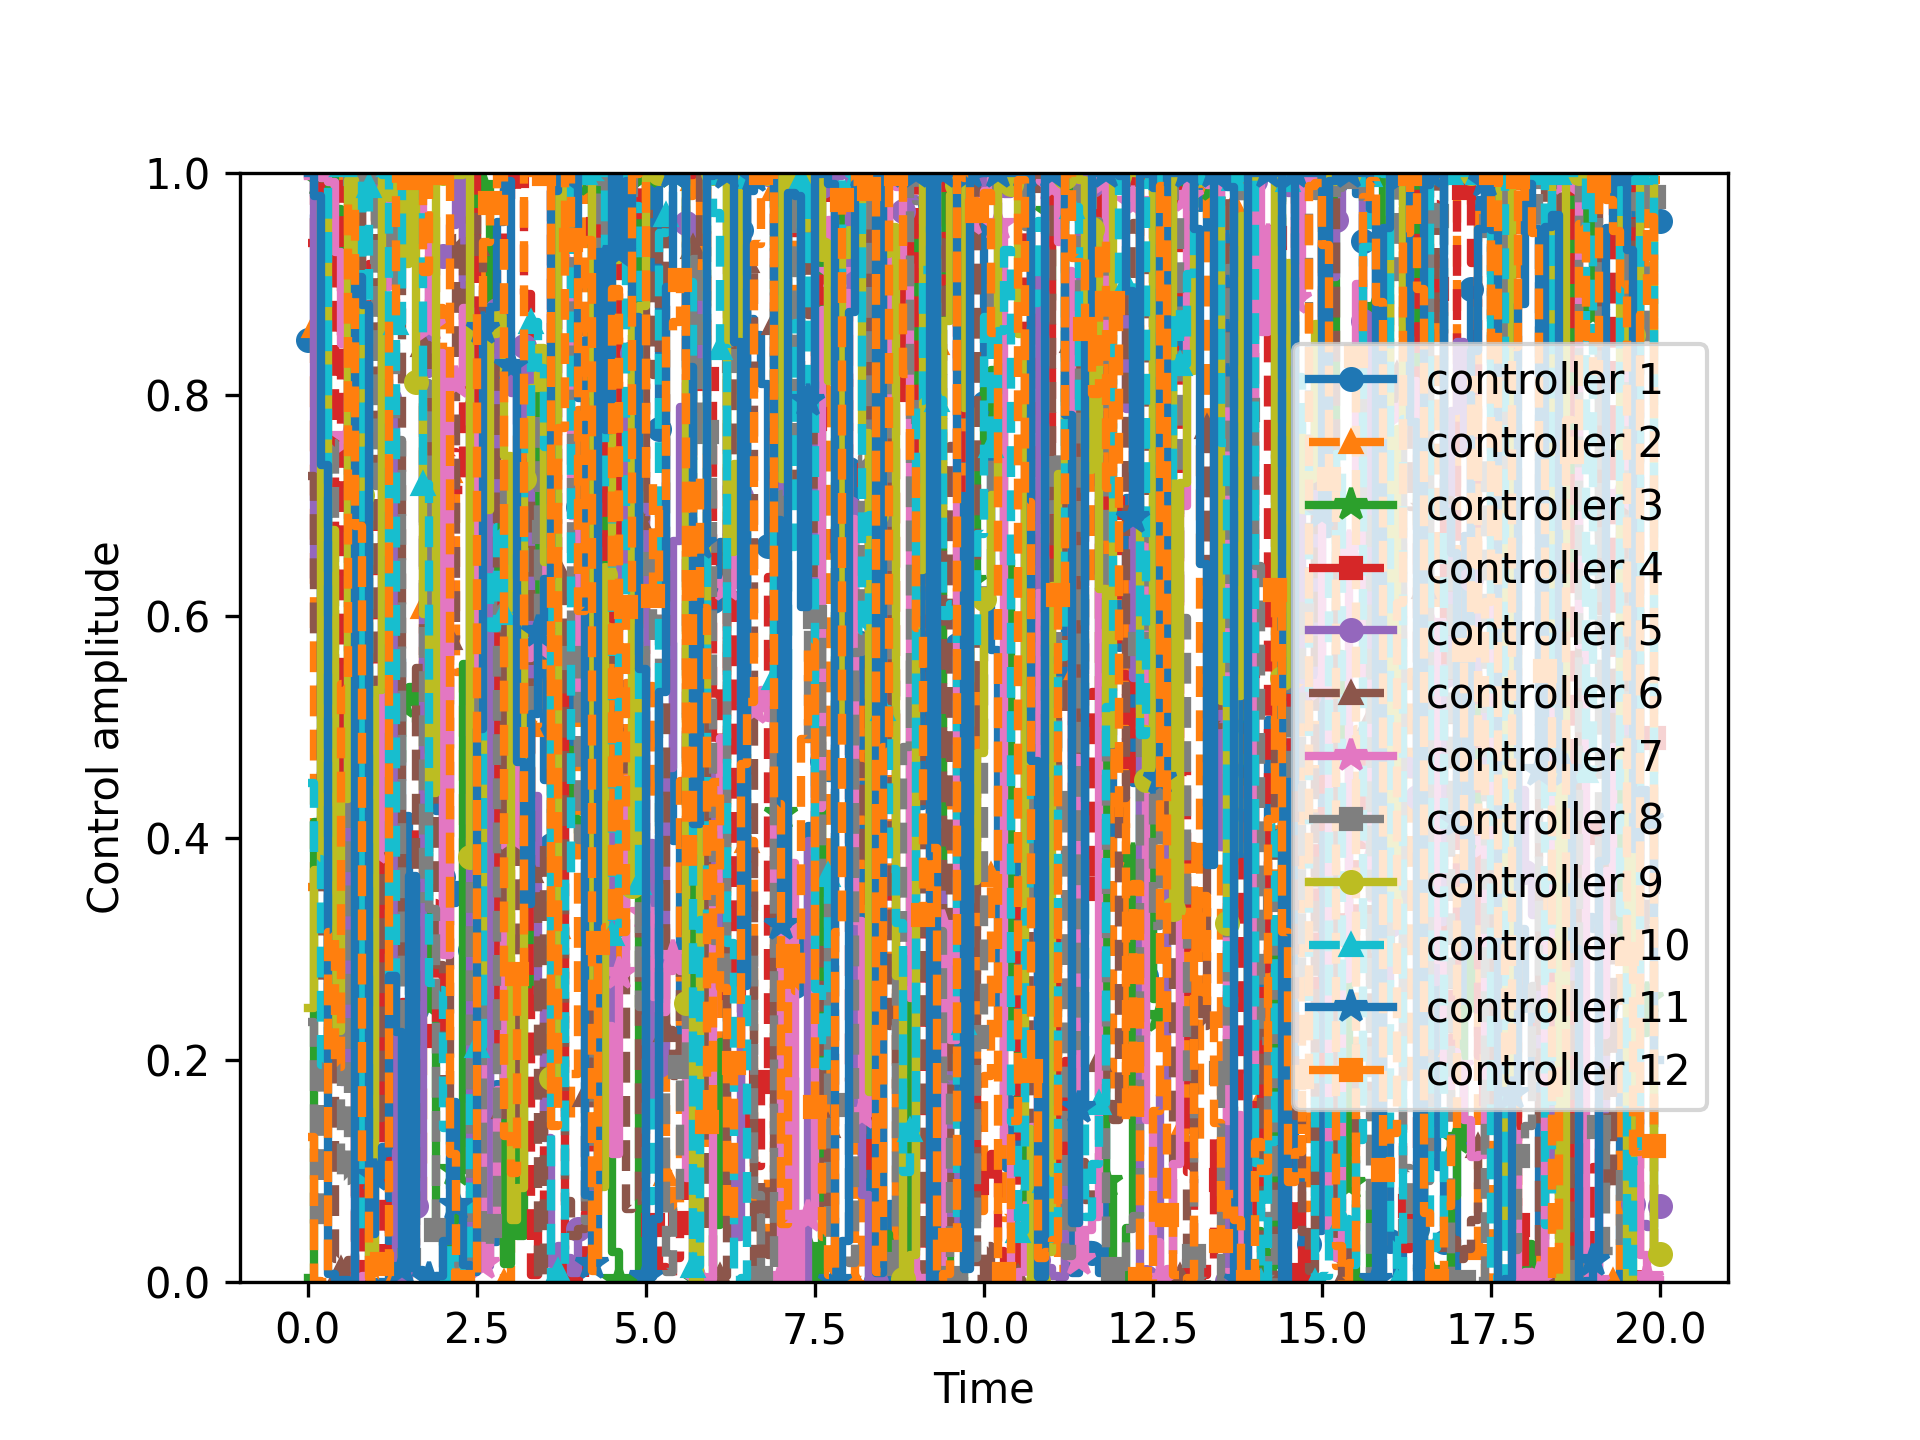 1.0
0.8
0.6
0.4
0.2
0.0
Control amplitude
controller 1
controller 2
controller 3
controller 4
controller 5
controller 6
controller 7
controller 8
controller 9
controller 10
controller 11
controller 12
0.0 2.5 5.0 7.5 10.0 12.5 15.0 17.5 20.0
Time